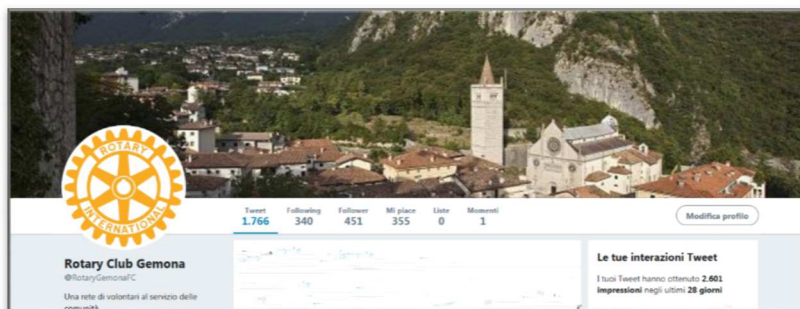 ROTARY
INTERNATIONAL
Tweet Following Follower Mi piace Liste Momenti
1.766 340 451 355 0 1
Modifica profilo
Rotary Club Gemona
@RotaryGemonaFC
Una rete di volontari al servizio delle
comunità
Le tue interazioni Tweet
I tuoi Tweet hanno ottenuto 2.601
impressioni negli ultimi 28 giorni